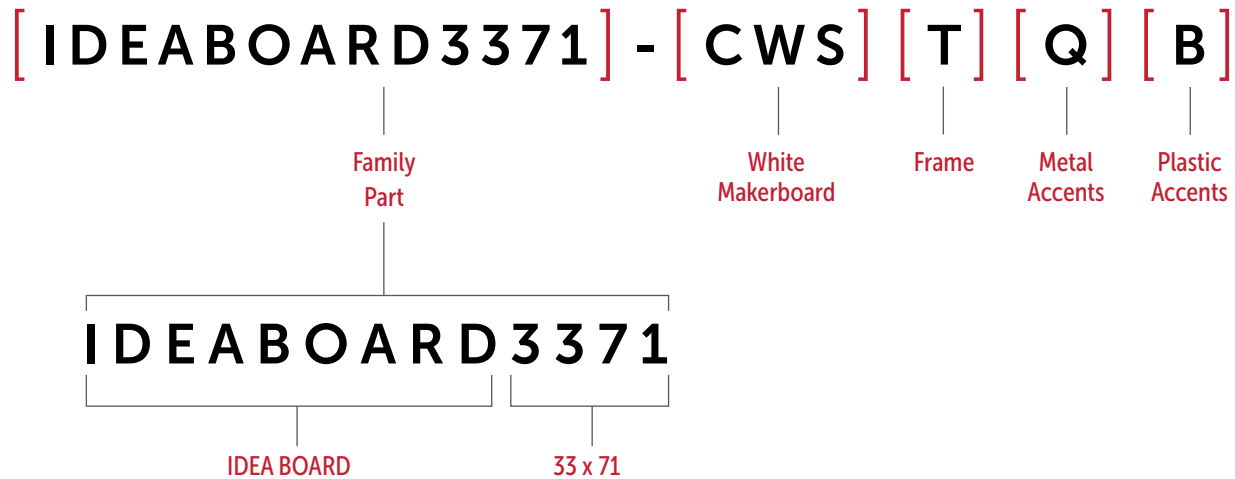 [IDEABOARD3371] - [CWS] [T] [Q] [B]
Family
Part
White
Makerboard
Frame
Metal
Accents
Plastic
Accents
IDEABOARD3371
IDEA BOARD
33 x 71